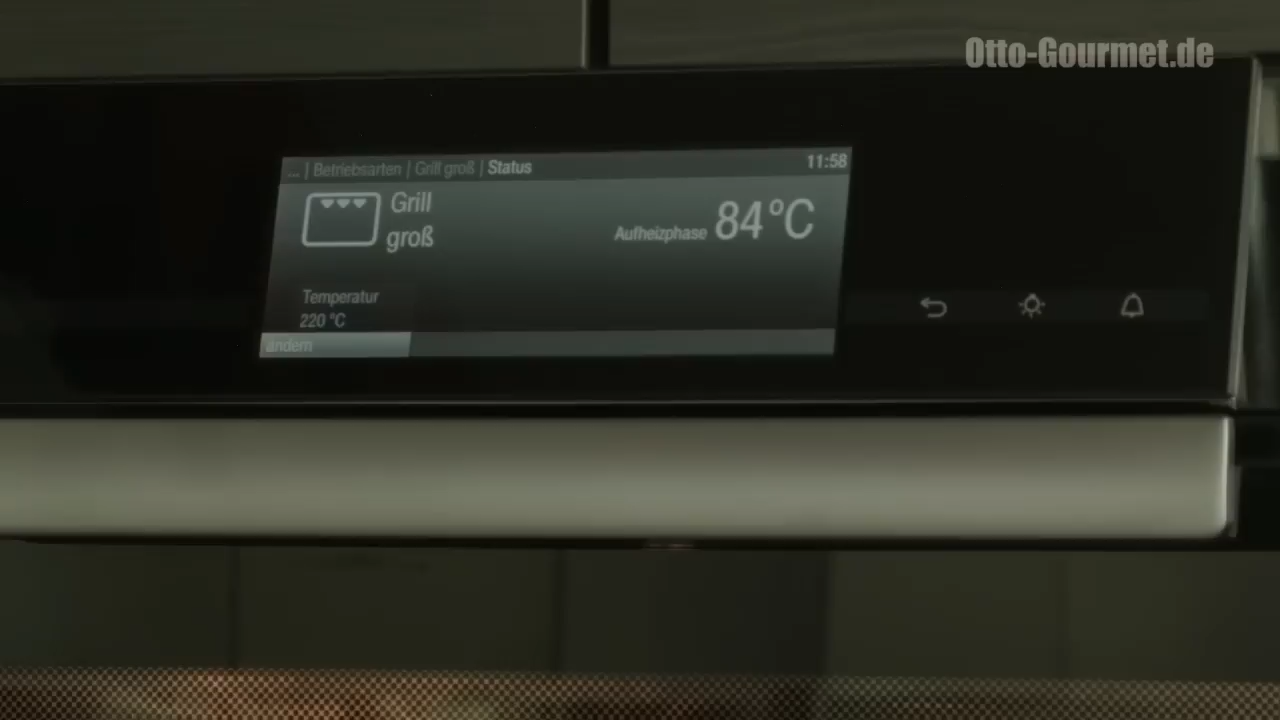 Otto-Gourmet.de
... | Betriebsarten | Grill groß | Status 11:58
Grill
groß
Aufheizphase 84°C
Temperatur
220 °C
ändern